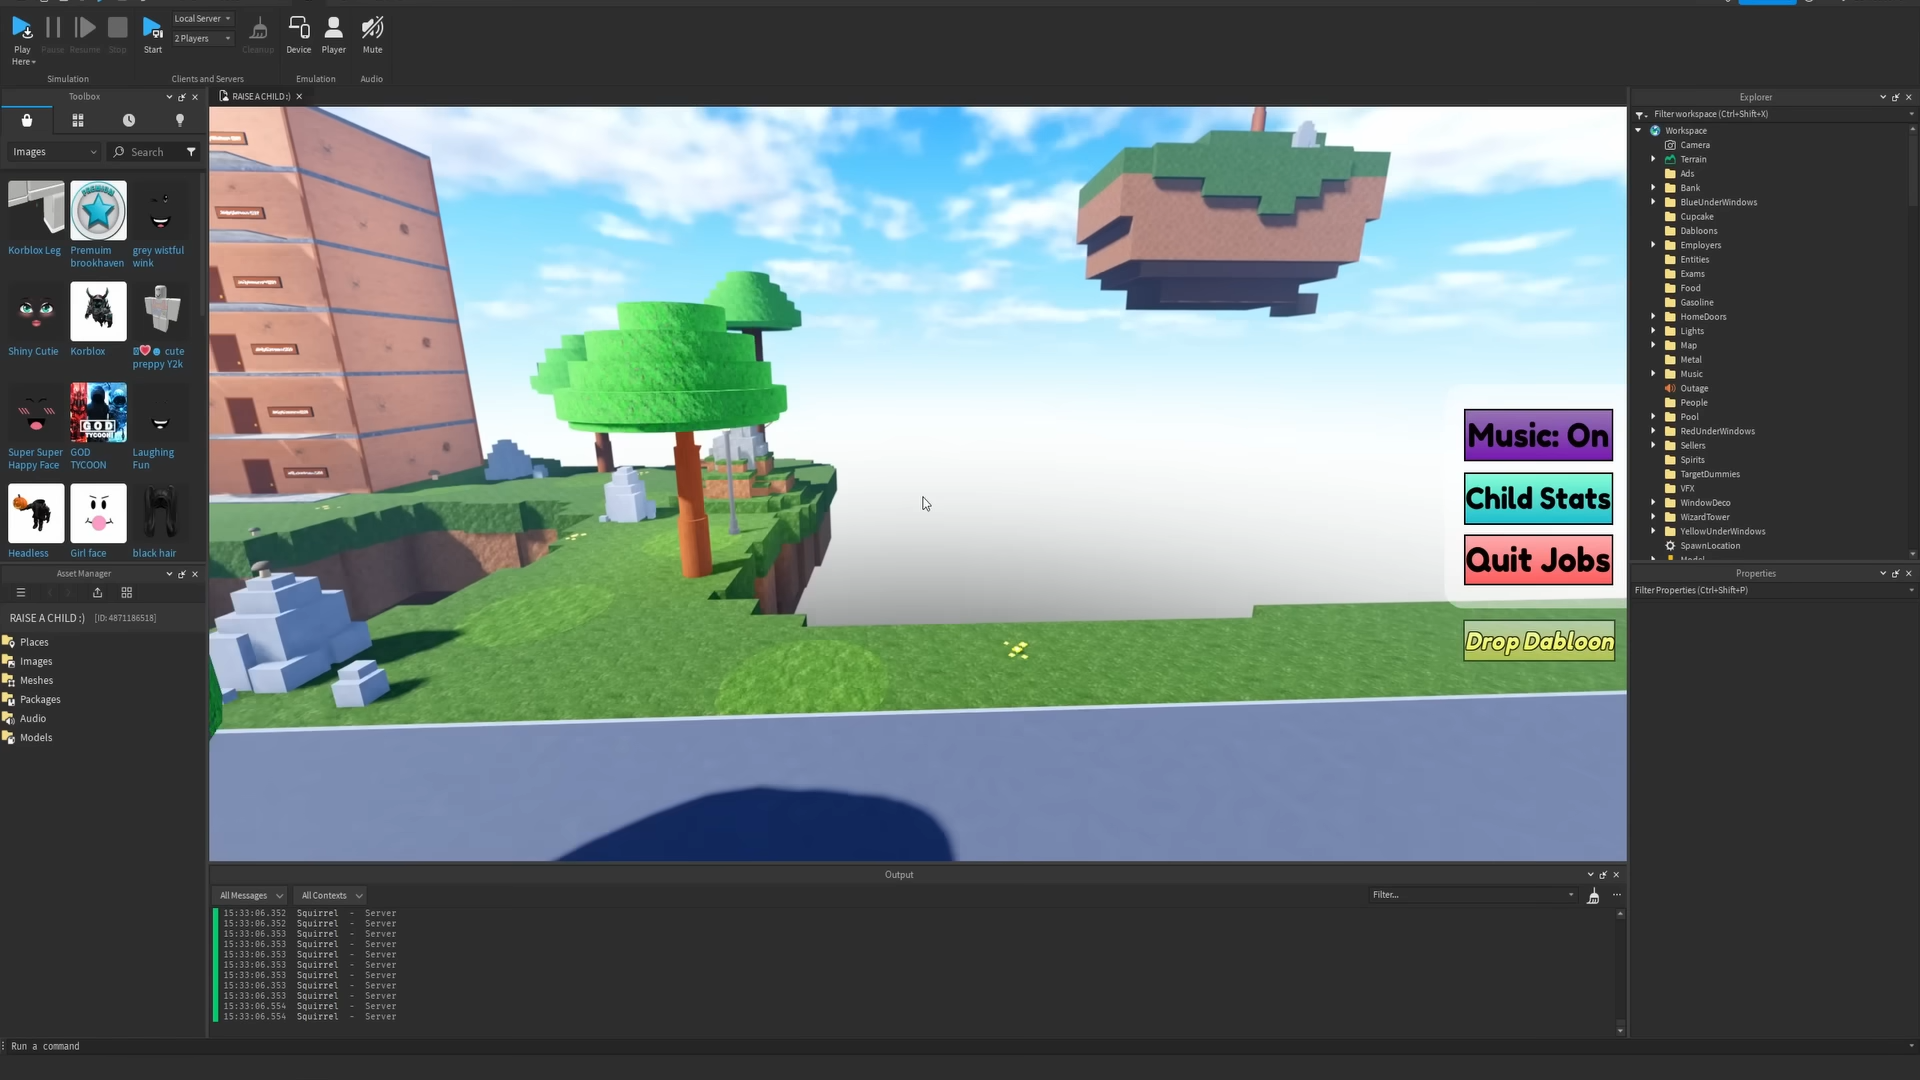 Local Server
2 Players
Play
Here
Pause
Resume
Stop
Start
Cleanup
Device
Player
Mute
Simulation
Clients and Servers
Emulation
Audio
Toolbox
Images
Search
Korblox Leg
Premuim
brookhaven
grey wistful
wink
Shiny Cutie
Korblox
cute
preppy Y2k
Super Super
Happy Face
GOD
TYCOON
GOD
TYCOON
Laughing
Fun
Headless
Girl face
black hair
Asset Manager
RAISE A CHILD :) [ID:4871186518]
Places
Images
Meshes
Packages
Audio
Models
RAISE A CHILD :)
Music: On
Child Stats
Quit Jobs
Drop Dabloon
Output
All Messages
All Contexts
Filter...
15:33:06.352 Squirrel - Server
15:33:06.352 Squirrel - Server
15:33:06.353 Squirrel - Server
15:33:06.353 Squirrel - Server
15:33:06.353 Squirrel - Server
15:33:06.353 Squirrel - Server
15:33:06.353 Squirrel - Server
15:33:06.353 Squirrel - Server
15:33:06.353 Squirrel - Server
15:33:06.554 Squirrel - Server
15:33:06.554 Squirrel - Server
Run a command
Explorer
Filter workspace (Ctrl+Shift+X)
Workspace
Camera
Terrain
Ads
Bank
BlueUnderWindows
Cupcake
Dabloons
Employers
Entities
Exams
Food
Gasoline
HomeDoors
Lights
Map
Metal
Music
Outage
People
Pool
RedUnderWindows
Sellers
Spirits
TargetDummies
VFX
WindowDeco
WizardTower
YellowUnderWindows
SpawnLocation
Model
Properties
Filter Properties (Ctrl+Shift+P)